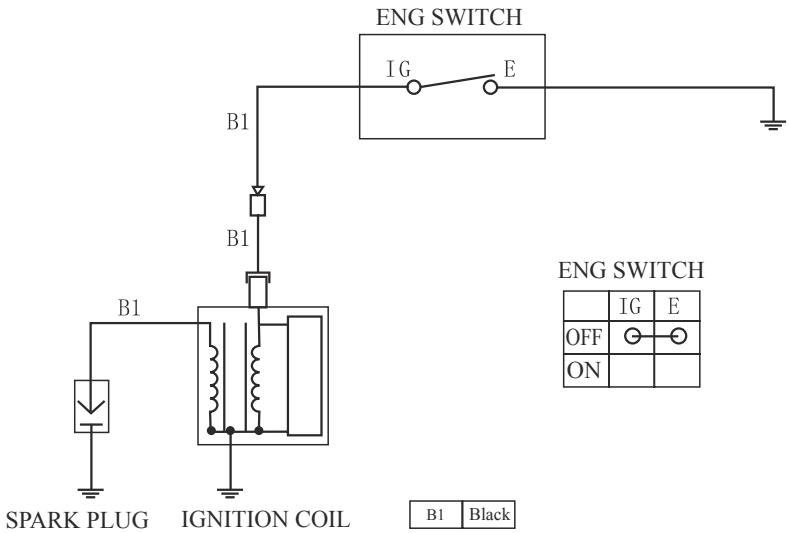 ENG SWITCH
IG E
B1
B1
B1
ENG SWITCH
IG E
OFF
ON
SPARK PLUG IGNITION COIL
B1 Black